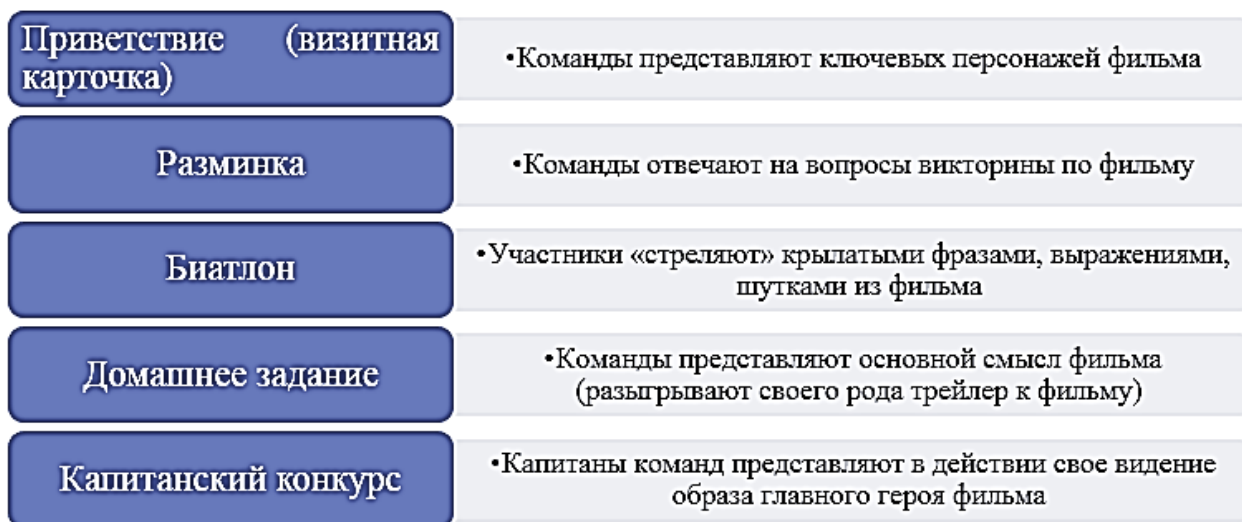 Приветствие (визитная
карточка)
•Команды представляют ключевых персонажей фильма
Разминка
•Команды отвечают на вопросы викторины по фильму
Биатлон
•Участники «стреляют» крылатыми фразами, выражениями,
шутками из фильма
Домашнее задание
•Команды представляют основной смысл фильма
(разыгрывают своего рода трейлер к фильму)
Капитанский конкурс
•Капитаны команд представляют в действии свое видение
образа главного героя фильма